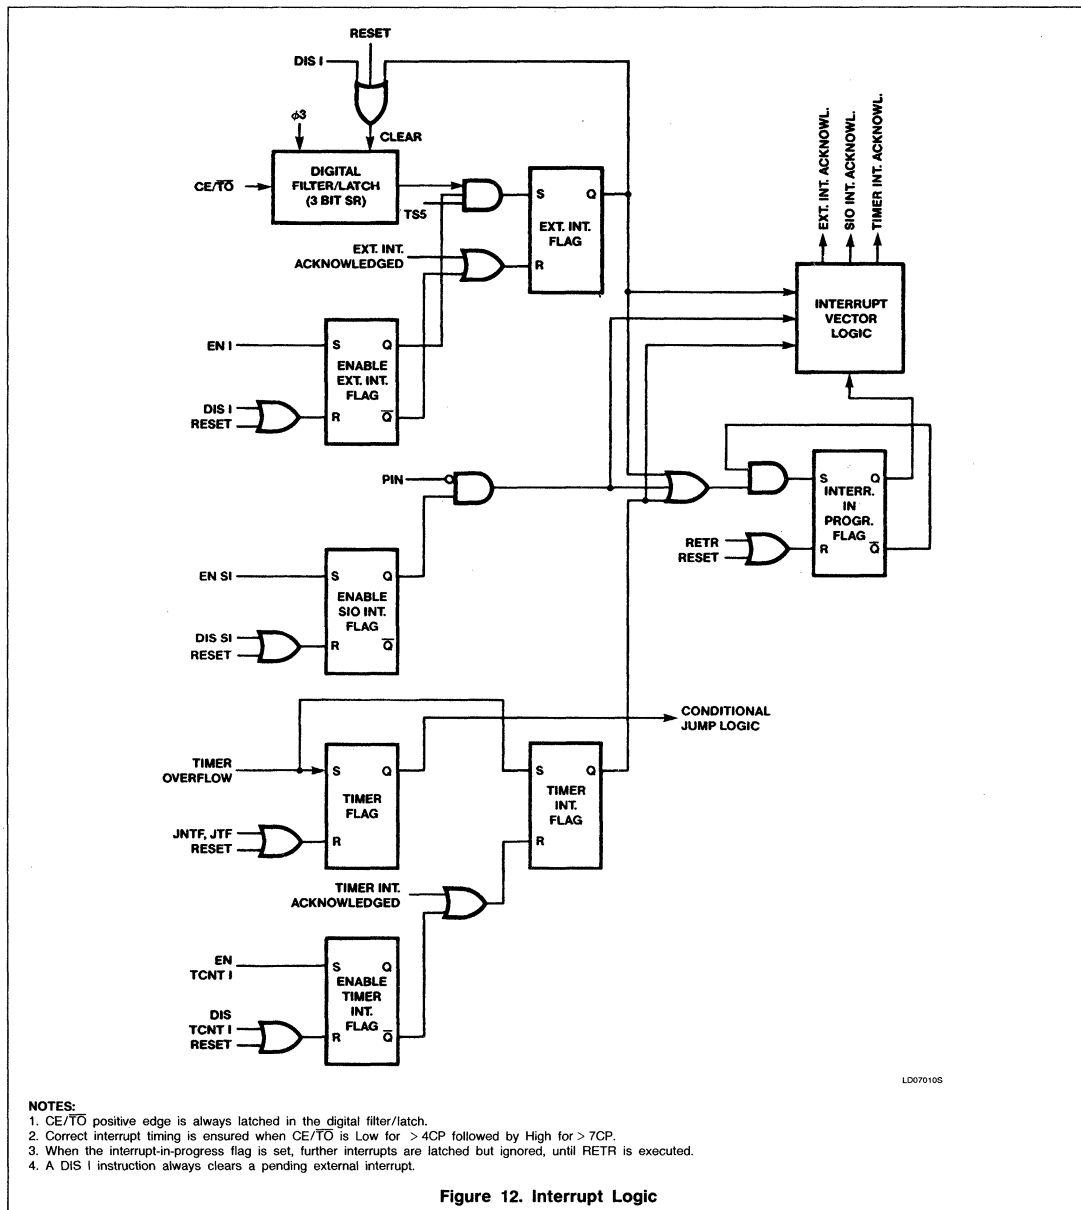 RESET
DIS I
φ3
CLEAR
CE/T̅O̅
DIGITAL
FILTER/LATCH
(3 BIT SR)
TS5
EXT. INT.
ACKNOWLEDGED
S
Q
EXT. INT.
FLAG
R
EXT. INT. ACKNOWL.
SIO INT. ACKNOWL.
TIMER INT. ACKNOWL.
INTERRUPT
VECTOR
LOGIC
EN I
S
Q
ENABLE
EXT. INT.
FLAG
DIS I
RESET
R
Q̅
PIN
S
Q
INTERR.
IN
PROGR.
FLAG
RETR
RESET
R
Q̅
EN SI
S
Q
ENABLE
SIO INT.
FLAG
DIS SI
RESET
R
Q̅
CONDITIONAL
JUMP LOGIC
TIMER
OVERFLOW
S
Q
TIMER
FLAG
JNTF, JTF
RESET
R
S
Q
TIMER
INT.
FLAG
R
TIMER INT.
ACKNOWLEDGED
EN
TCNT I
S
Q
ENABLE
TIMER
INT.
FLAG
DIS
TCNT I
RESET
R
Q̅
LD07010S
NOTES:
1. CE/T̅O̅ positive edge is always latched in the digital filter/latch.
2. Correct interrupt timing is ensured when CE/T̅O̅ is Low for > 4CP followed by High for > 7CP.
3. When the interrupt-in-progress flag is set, further interrupts are latched but ignored, until RETR is executed.
4. A DIS I instruction always clears a pending external interrupt.
Figure 12. Interrupt Logic